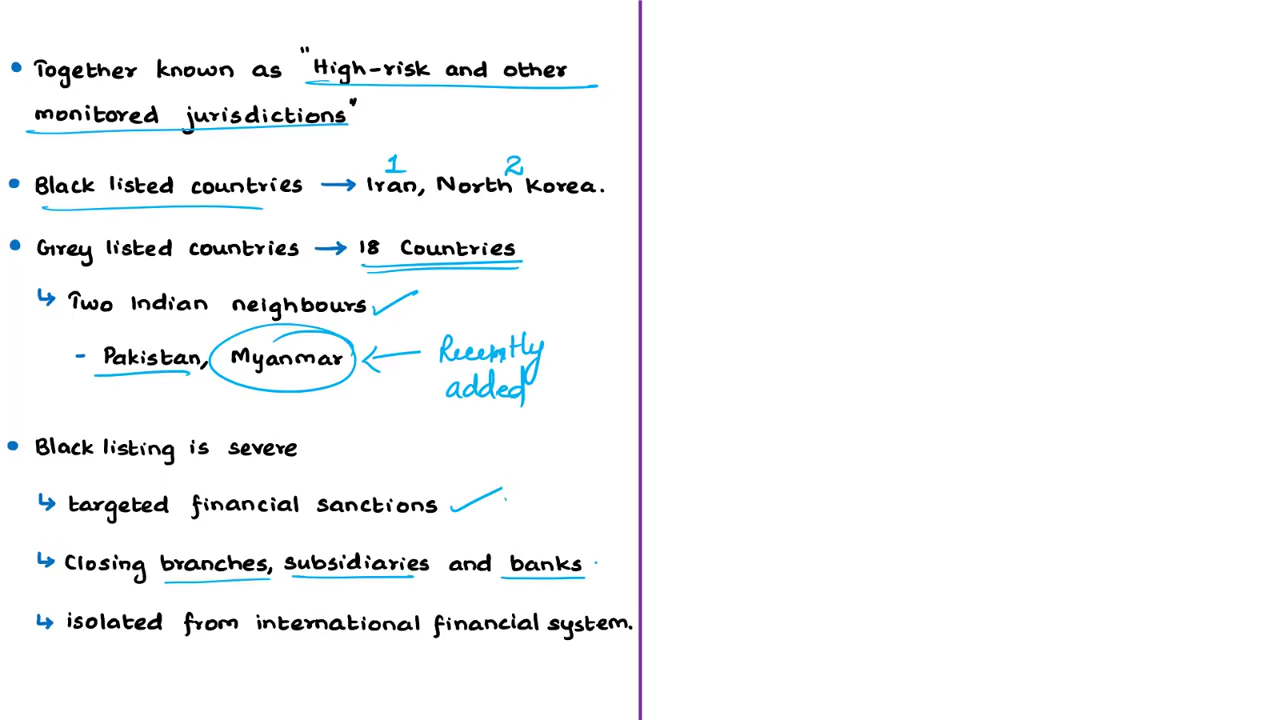 • Together known as "High-risk and other
monitored jurisdictions"
1 2
• Black listed countries → Iran, North Korea.
• Grey listed countries → 18 Countries
↳ Two Indian neighbours ✓
- Pakistan, Myanmar ← Recently
added
• Black listing is severe
↳ targeted financial sanctions ✓
↳ Closing branches, subsidiaries and banks
↳ isolated from international financial system.